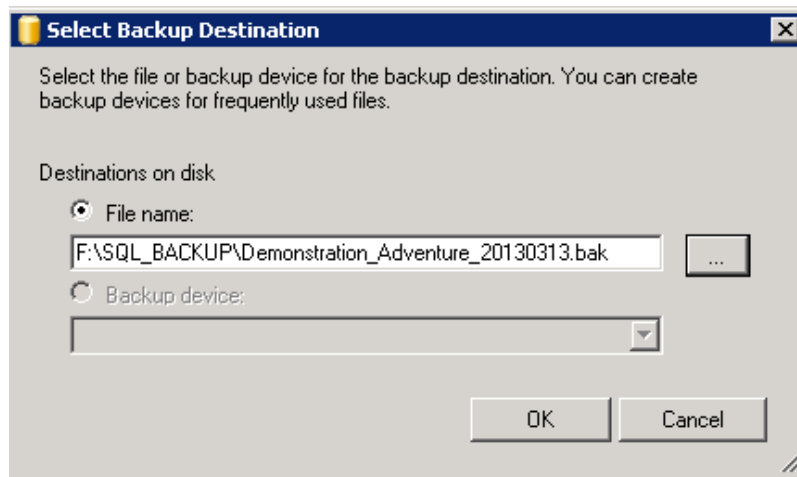 Select Backup Destination
Select the file or backup device for the backup destination. You can create
backup devices for frequently used files.
Destinations on disk
File name:
F:\SQL_BACKUP\Demonstration_Adventure_20130313.bak
...
Backup device:
OK
Cancel